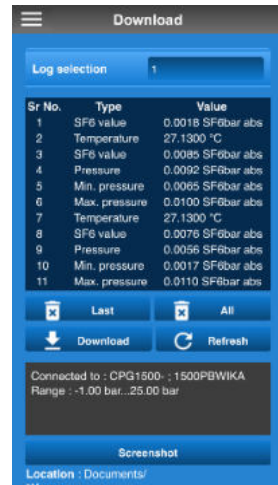 Download
Log selection 1
Sr No. Type Value
1 SF6 value 0.0018 SF6bar abs
2 Temperature 27.1300 °C
3 SF6 value 0.0085 SF6bar abs
4 Pressure 0.0092 SF6bar abs
5 Min. pressure 0.0065 SF6bar abs
6 Max. pressure 0.0100 SF6bar abs
7 Temperature 27.1300 °C
8 SF6 value 0.0076 SF6bar abs
9 Pressure 0.0056 SF6bar abs
10 Min. pressure 0.0017 SF6bar abs
11 Max. pressure 0.0110 SF6bar abs
Last All
Download Refresh
Connected to : CPG1500- ; 1500PBWIKA
Range : -1.00 bar...25.00
bar
Screenshot
Location : Documents/